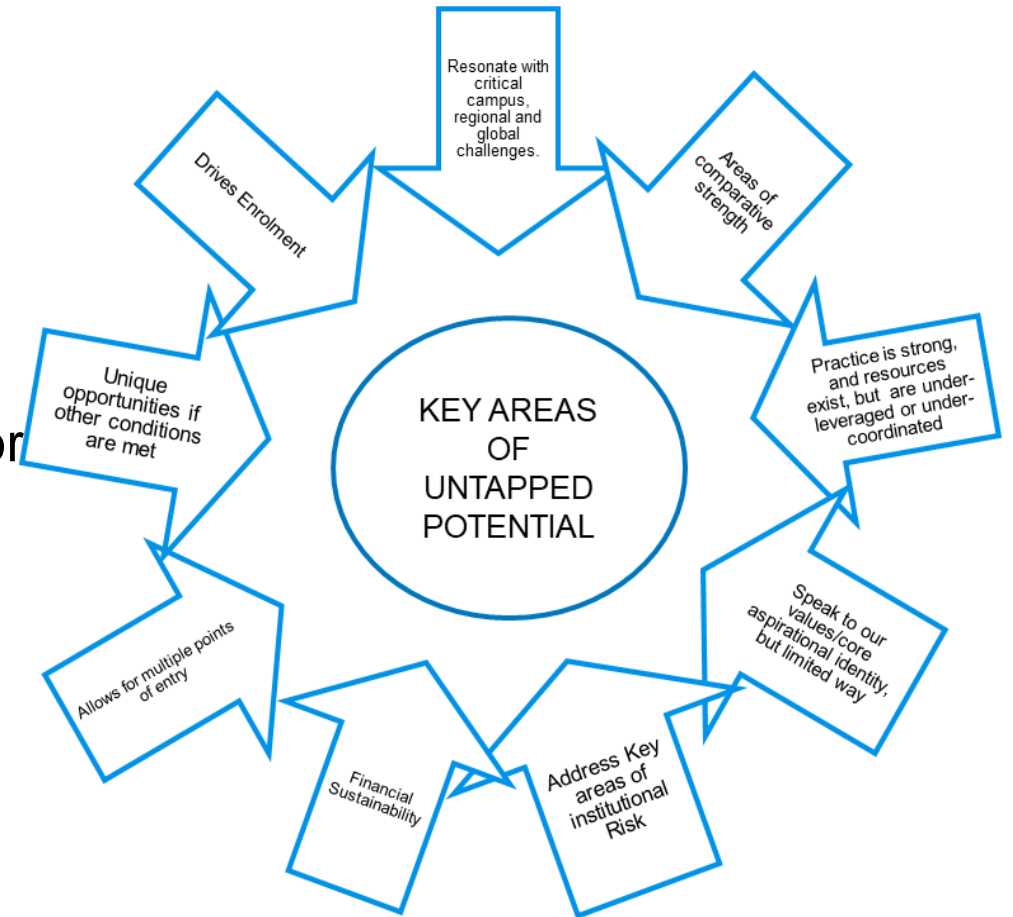 Resonate with
critical
campus,
regional and
global
challenges.
Areas of
comparative
strength
Practice is strong,
and resources
exist, but are under-
leveraged or under-
coordinated
Speak to our
values/core
aspirational identity,
but limited way
Address Key
areas of
institutional
Risk
Financial
Sustainability
Allows for multiple points
of entry
Unique
opportunities if
other conditions
are met
Drives Enrolment
KEY AREAS
OF
UNTAPPED
POTENTIAL
or